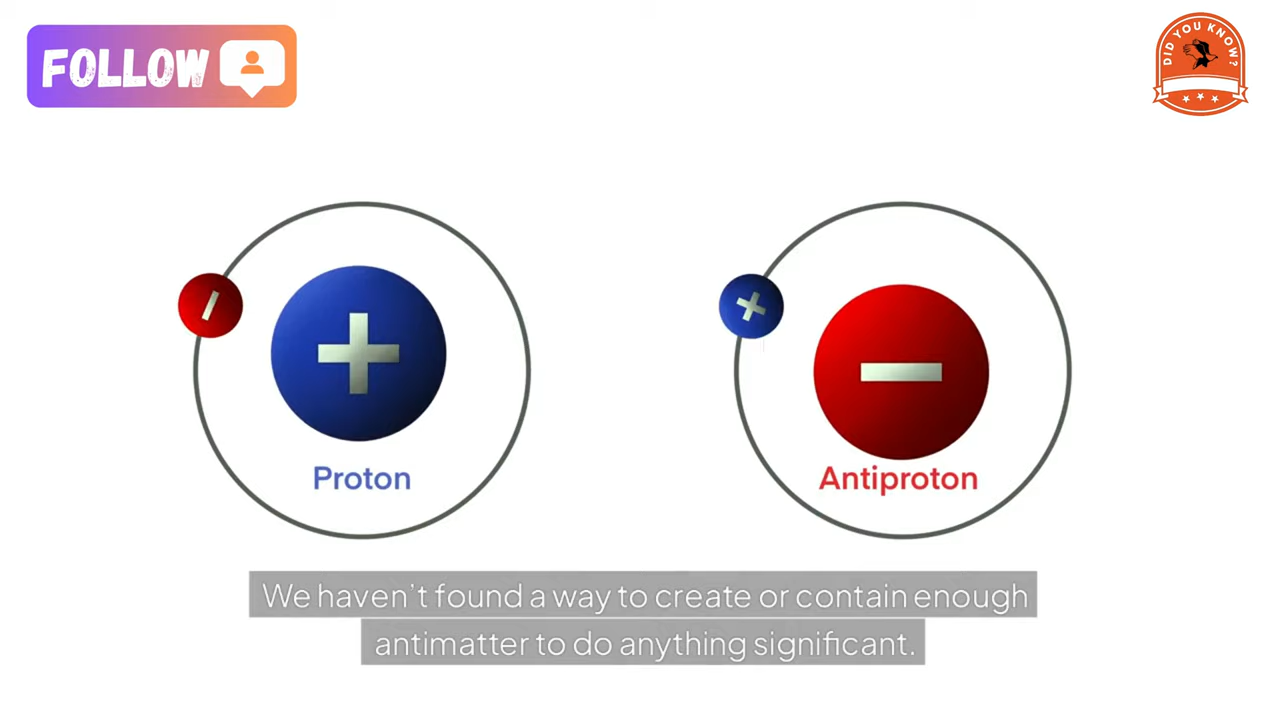 FOLLOW
DID YOU KNOW?
Proton
Antiproton
We haven't found a way to create or contain enough
antimatter to do anything significant.